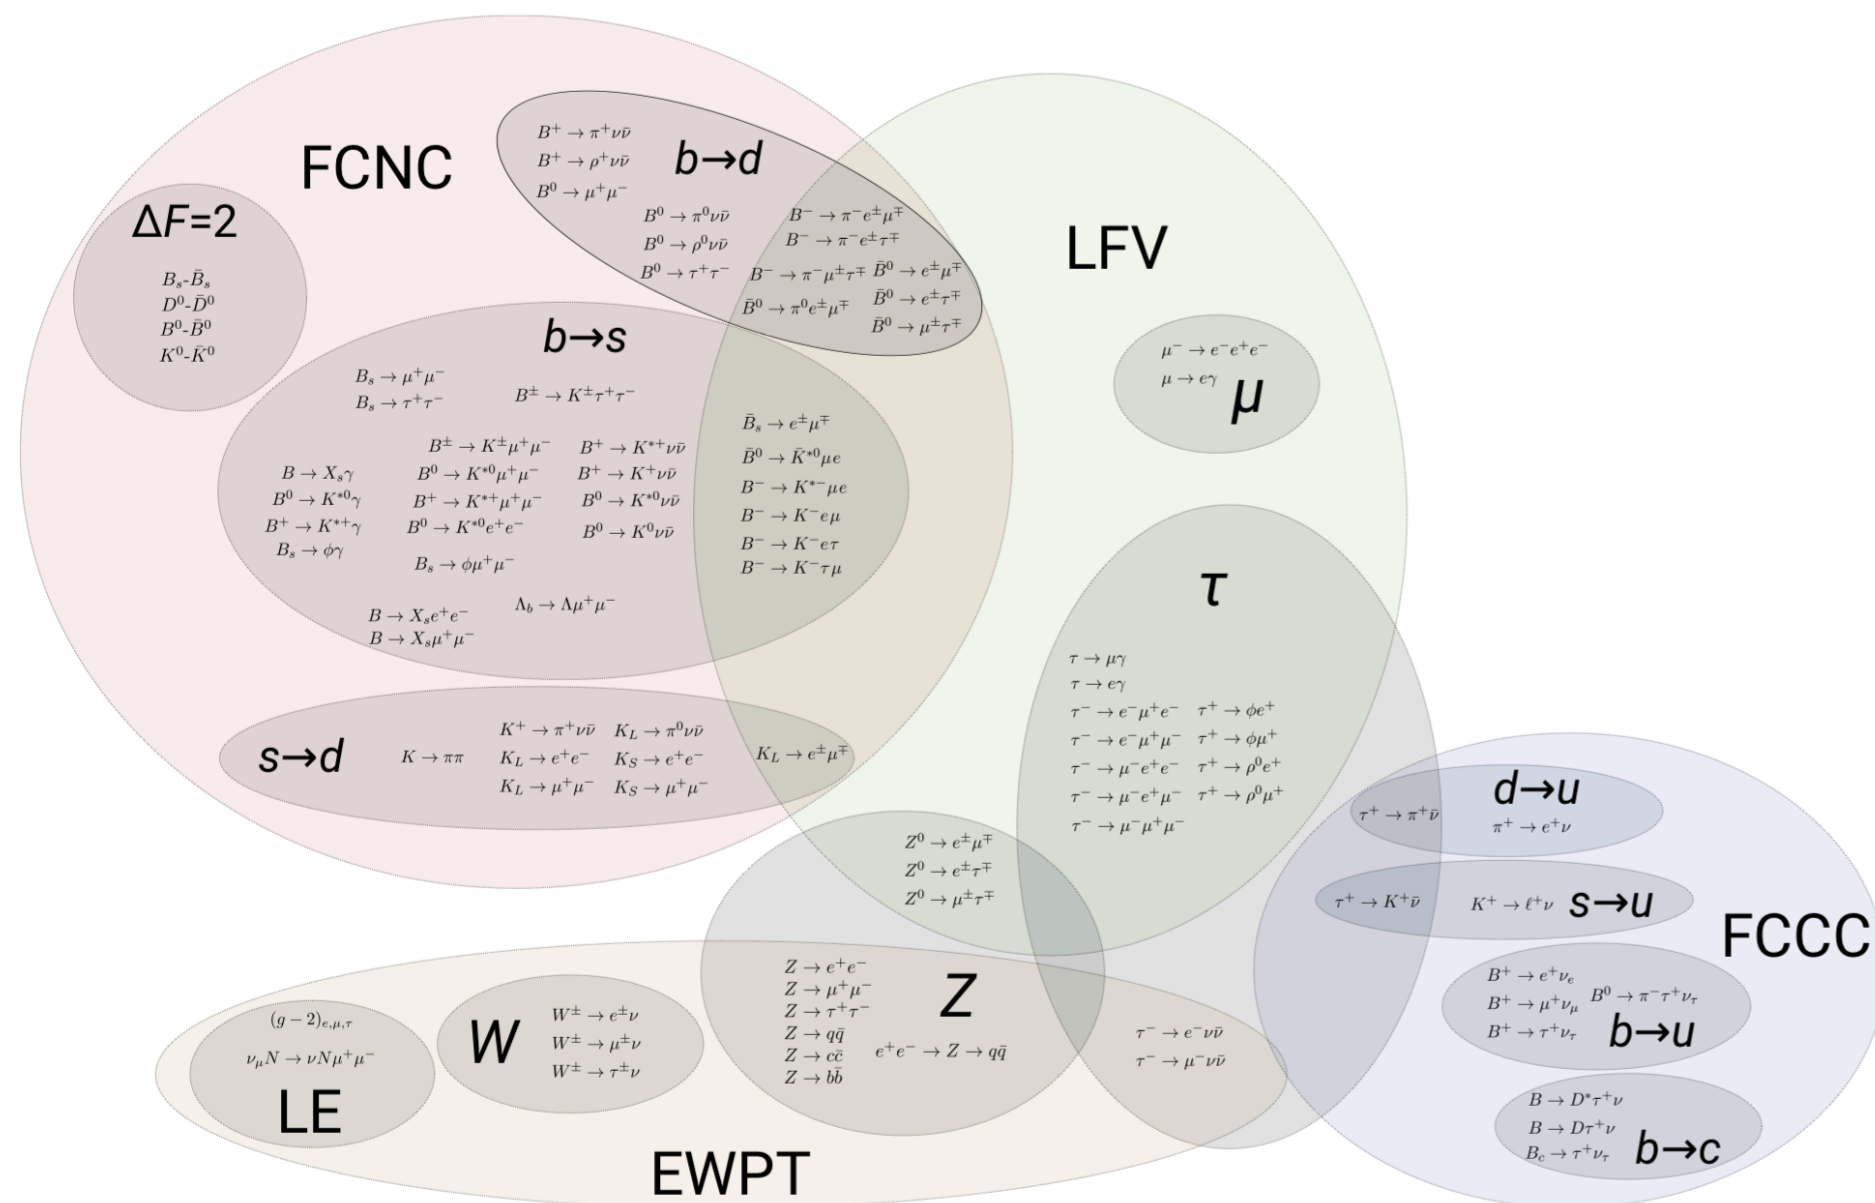 FCNC
ΔF=2
B_s-B̄_s
D⁰-D̄⁰
B⁰-B̄⁰
K⁰-K̄⁰
b→d
B⁺ → π⁺νν̄
B⁺ → ρ⁺νν̄
B⁰ → μ⁺μ⁻
B⁰ → π⁰νν̄
B⁰ → ρ⁰νν̄
B⁰ → τ⁺τ⁻
B⁻ → π⁻e^±μ^∓
B⁻ → π⁻e^±τ^∓
B⁻ → π⁻μ^±τ^∓
B̄⁰ → π⁰e^±μ^∓
B̄⁰ → e^±μ^∓
B̄⁰ → e^±τ^∓
B̄⁰ → μ^±τ^∓
b→s
B_s → μ⁺μ⁻
B_s → τ⁺τ⁻
B^± → K^±τ⁺τ⁻
B → X_sγ
B⁰ → K*⁰γ
B⁺ → K*⁺γ
B_s → ϕγ
B^± → K^±μ⁺μ⁻
B⁰ → K*⁰μ⁺μ⁻
B⁺ → K*⁺μ⁺μ⁻
B⁰ → K*⁰e⁺e⁻
B_s → ϕμ⁺μ⁻
B⁺ → K*⁺νν̄
B⁺ → K⁺νν̄
B⁰ → K*⁰νν̄
B⁰ → K⁰νν̄
Λ_b → Λμ⁺μ⁻
B → X_se⁺e⁻
B → X_sμ⁺μ⁻
B̄_s → e^±μ^∓
B̄⁰ → K̄*⁰μe
B⁻ → K*⁻μe
B⁻ → K⁻eμ
B⁻ → K⁻eτ
B⁻ → K⁻τμ
s→d
K → ππ
K⁺ → π⁺νν̄
K_L → e⁺e⁻
K_L → μ⁺μ⁻
K_L → π⁰νν̄
K_S → e⁺e⁻
K_S → μ⁺μ⁻
K_L → e^±μ^∓
LFV
μ⁻ → e⁻e⁺e⁻
μ → eγ
μ
τ
τ → μγ
τ → eγ
τ⁻ → e⁻μ⁺e⁻
τ⁻ → e⁻μ⁺μ⁻
τ⁻ → μ⁻e⁺e⁻
τ⁻ → μ⁻e⁺μ⁻
τ⁻ → μ⁻μ⁺μ⁻
τ⁺ → ϕe⁺
τ⁺ → ϕμ⁺
τ⁺ → ρ⁰e⁺
τ⁺ → ρ⁰μ⁺
Z⁰ → e^±μ^∓
Z⁰ → e^±τ^∓
Z⁰ → μ^±τ^∓
Z → e⁺e⁻
Z → μ⁺μ⁻
Z → τ⁺τ⁻
Z → qq̄
Z → cc̄
Z → bb̄
Z
e⁺e⁻ → Z → qq̄
τ⁻ → e⁻νν̄
τ⁻ → μ⁻νν̄
W
W^± → e^±ν
W^± → μ^±ν
W^± → τ^±ν
(g − 2)_{e,μ,τ}
ν_μN → νNμ⁺μ⁻
LE
EWPT
FCCC
d→u
τ⁺ → π⁺ν̄
π⁺ → e⁺ν
s→u
τ⁺ → K⁺ν̄
K⁺ → ℓ⁺ν
B⁺ → e⁺ν_e
B⁺ → μ⁺ν_μ
B⁺ → τ⁺ν_τ
B⁰ → π⁻τ⁺ν_τ
b→u
B → D*τ⁺ν
B → Dτ⁺ν
B_c → τ⁺ν_τ
b→c